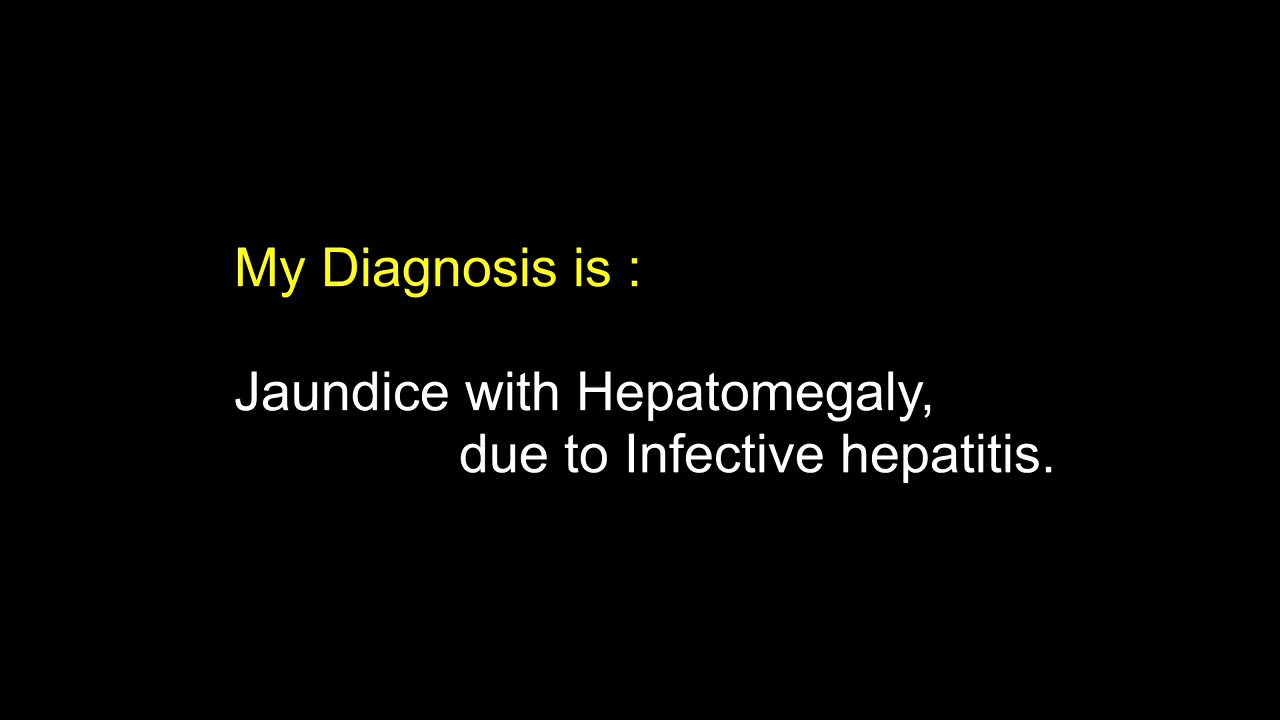 My Diagnosis is :
Jaundice with Hepatomegaly,
due to Infective hepatitis.